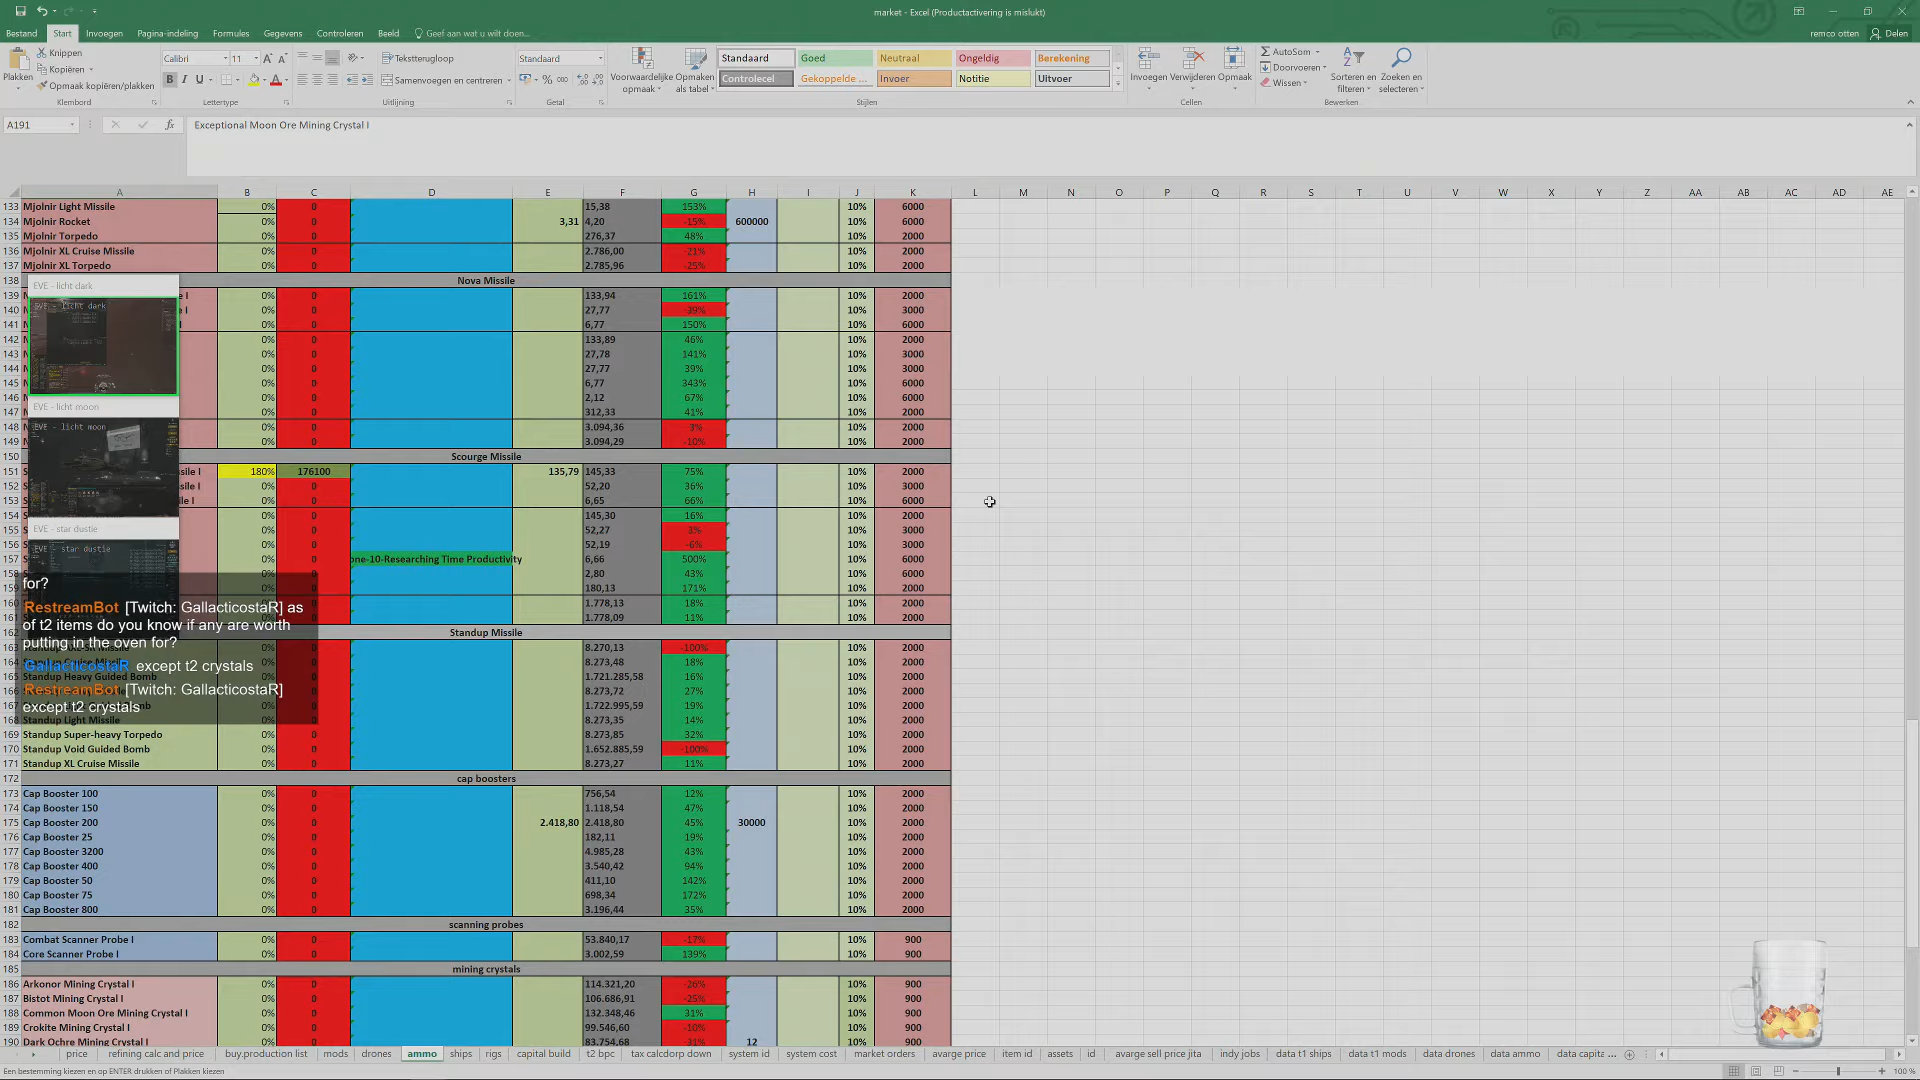 market - Excel (Productactivering is mislukt)
Bestand Start Invoegen Pagina-indeling Formules Gegevens Controleren Beeld Geef aan wat u wilt doen... remco otten Delen
Plakken Knippen Kopiëren Opmaak kopiëren/plakken Klembord
Calibri 11 B I U Lettertype
Tekstterugloop Samenvoegen en centreren Uitlijning
Standaard % Getal
Voorwaardelijke opmaak Opmaken als tabel
Standaard Goed Neutraal Ongeldig Berekening
Controlecel Gekoppelde ... Invoer Notitie Uitvoer
Stijlen
Invoegen Verwijderen Opmaak Cellen
AutoSom Doorvoeren Wissen Sorteren en filteren Zoeken en selecteren Bewerken
A191 fx Exceptional Moon Ore Mining Crystal I
A B C D E F G H I J K L M N O P Q R S T U V W X Y Z AA AB AC AD AE
133 Mjolnir Light Missile 0% 0 15,38 153% 10% 6000
134 Mjolnir Rocket 0% 0 3,31 4,20 -15% 600000 10% 6000
135 Mjolnir Torpedo 0% 0 276,37 48% 10% 2000
136 Mjolnir XL Cruise Missile 0% 0 2.786,00 -21% 10% 2000
137 Mjolnir XL Torpedo 0% 0 2.785,96 -25% 10% 2000
138 Nova Missile
139 0% 0 133,94 161% 10% 2000
140 0% 0 27,77 -39% 10% 3000
141 0% 0 6,77 150% 10% 6000
142 0% 0 133,89 46% 10% 2000
143 0% 0 27,78 141% 10% 3000
144 0% 0 27,77 39% 10% 3000
145 0% 0 6,77 343% 10% 6000
146 0% 0 2,12 67% 10% 6000
147 0% 0 312,33 41% 10% 2000
148 0% 0 3.094,36 3% 10% 2000
149 0% 0 3.094,29 -10% 10% 2000
150 Scourge Missile
151 sile I 180% 176100 135,79 145,33 75% 10% 2000
152 sile I 0% 0 52,20 36% 10% 3000
153 ile I 0% 0 6,65 66% 10% 6000
154 0% 0 145,30 16% 10% 2000
155 0% 0 52,27 3% 10% 3000
156 0% 0 52,19 -6% 10% 3000
157 0% 0 one-10-Researching Time Productivity 6,66 500% 10% 6000
158 0% 0 2,80 43% 10% 6000
159 0% 0 180,13 171% 10% 2000
160 0% 0 1.778,13 18% 10% 2000
161 0% 0 1.778,09 11% 10% 2000
162 Standup Missile
163 8.270,13 -100% 10% 2000
164 8.273,48 18% 10% 2000
165 Standup Heavy Guided Bomb 1.721.285,58 16% 10% 2000
166 8.273,72 27% 10% 2000
167 1.722.995,59 19% 10% 2000
168 Standup Light Missile 8.273,35 14% 10% 2000
169 Standup Super-heavy Torpedo 0% 0 8.273,85 32% 10% 2000
170 Standup Void Guided Bomb 0% 0 1.652.885,59 -100% 10% 2000
171 Standup XL Cruise Missile 0% 0 8.273,27 11% 10% 2000
172 cap boosters
173 Cap Booster 100 0% 0 756,54 12% 10% 2000
174 Cap Booster 150 0% 0 1.118,54 47% 10% 2000
175 Cap Booster 200 0% 0 2.418,80 2.418,80 45% 30000 10% 2000
176 Cap Booster 25 0% 0 182,11 19% 10% 2000
177 Cap Booster 3200 0% 0 4.985,28 43% 10% 2000
178 Cap Booster 400 0% 0 3.540,42 94% 10% 2000
179 Cap Booster 50 0% 0 411,10 142% 10% 2000
180 Cap Booster 75 0% 0 698,34 172% 10% 2000
181 Cap Booster 800 0% 0 3.196,44 35% 10% 2000
182 scanning probes
183 Combat Scanner Probe I 0% 0 53.840,17 -17% 10% 900
184 Core Scanner Probe I 0% 0 3.002,59 139% 10% 900
185 mining crystals
186 Arkonor Mining Crystal I 0% 0 114.321,20 -26% 10% 900
187 Bistot Mining Crystal I 0% 0 106.686,91 -25% 10% 900
188 Common Moon Ore Mining Crystal I 0% 0 132.348,46 31% 10% 900
189 Crokite Mining Crystal I 0% 0 99.546,60 -10% 10% 900
190 Dark Ochre Mining Crystal I 0% 0 83.754,68 -31% 12 10% 900
EVE - licht dark
EVE - licht dark
EVE - licht moon
EVE - licht moon
EVE - star dustie
EVE - star dustie
for?
RestreamBot [Twitch: GallacticostaR] as
of t2 items do you know if any are worth
putting in the oven for?
GallacticostaR except t2 crystals
RestreamBot [Twitch: GallacticostaR]
except t2 crystals
price refining calc and price buy.production list mods drones ammo ships rigs capital build t2 bpc tax calcdorp down system id system cost market orders avarge price item id assets id avarge sell price jita indy jobs data t1 ships data t1 mods data drones data ammo data capitz ...
Een bestemming kiezen en op ENTER drukken of Plakken kiezen 100 %